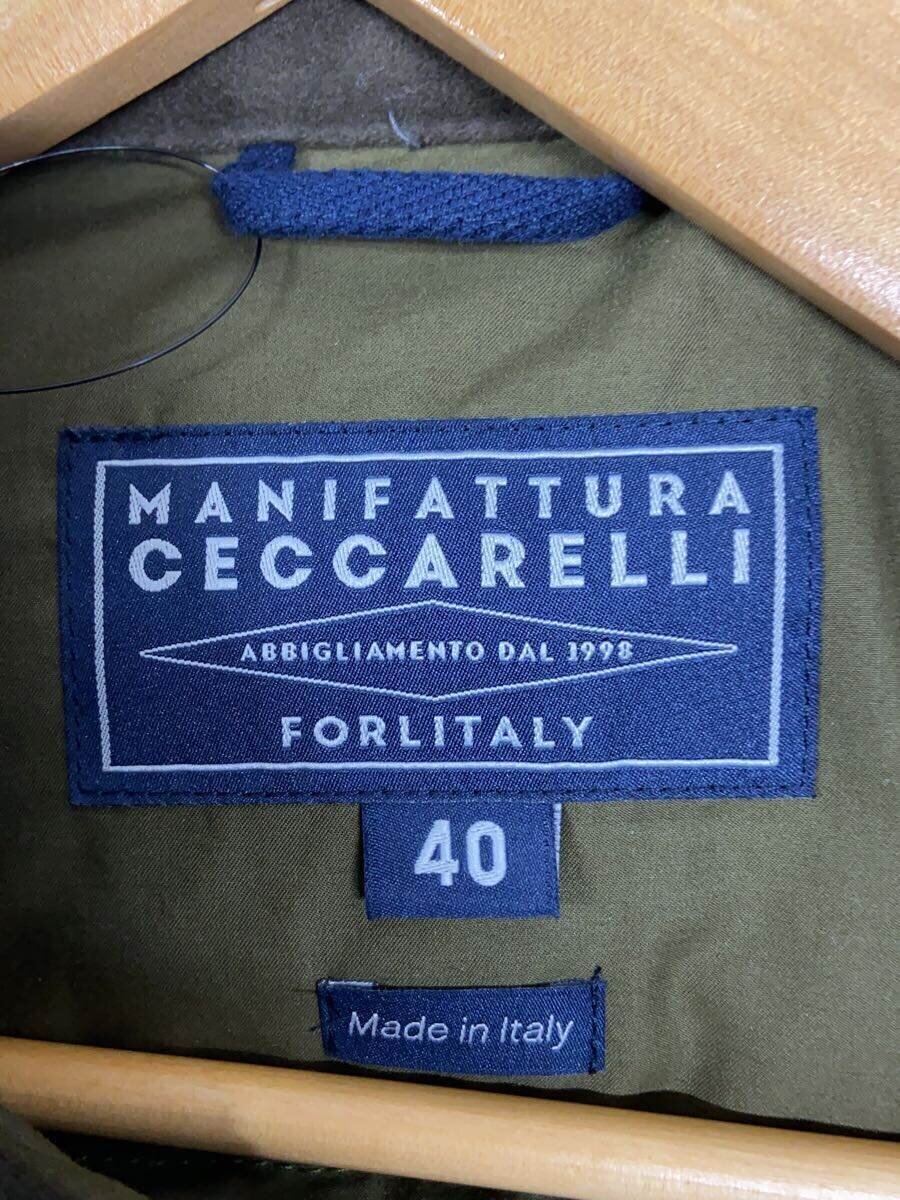 MANIFATTURA
CECCARELLI
ABBIGLIAMENTO DAL 1998
FORLITALY
40
Made in Italy